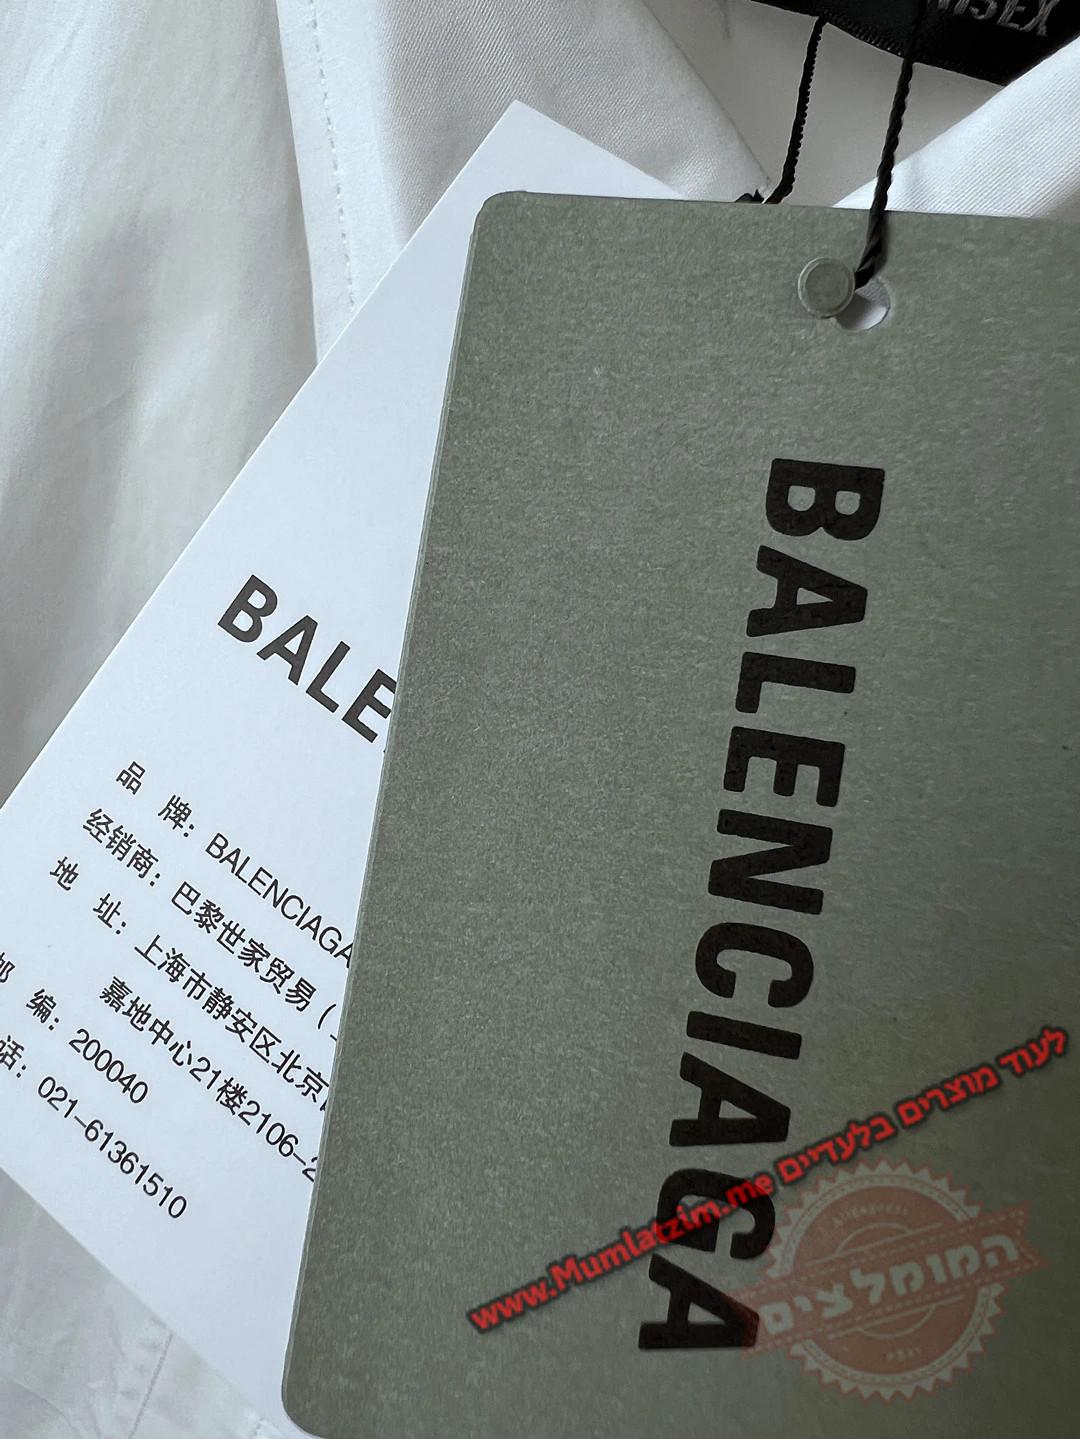 UNISEX
BALENCIAGA
BALE
品 牌：BALENCIAGA
经销商：巴黎世家贸易（
地 址：上海市静安区北京
嘉地中心21楼2106-2
邮 编：200040
话：021-61361510
לעוד מוצרים בלעדיים www.Mumlatzim.me
המומלצים